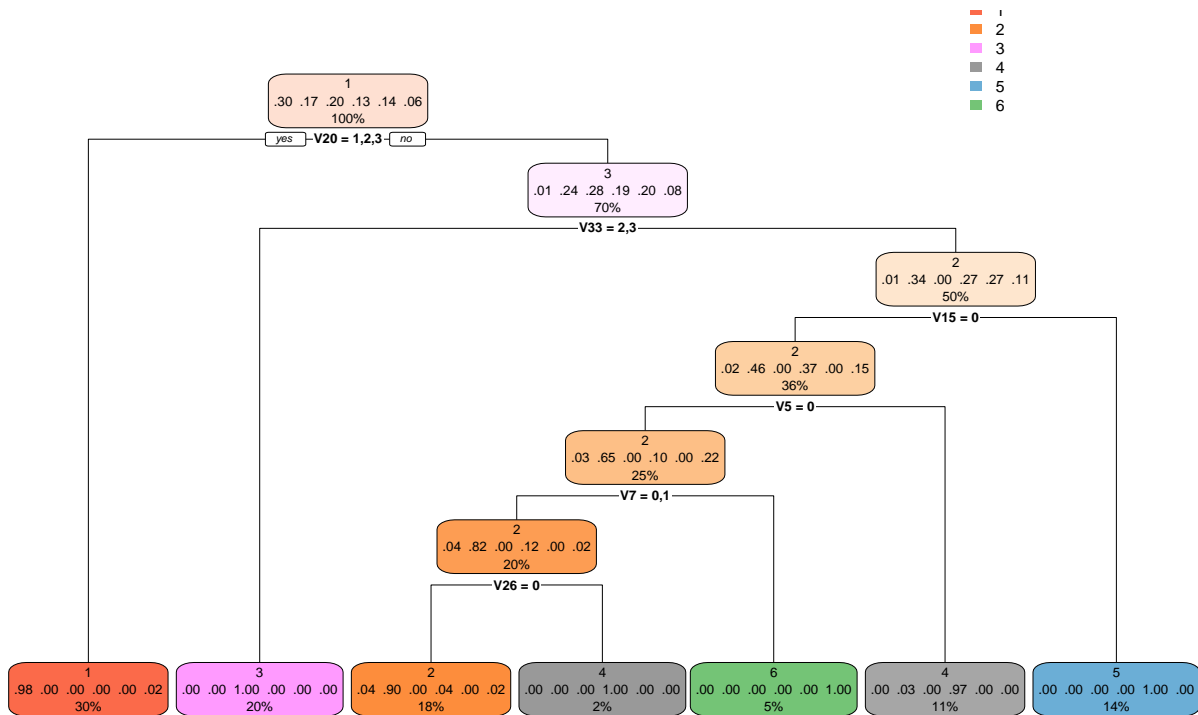 2
3
4
5
6
1
.30 .17 .20 .13 .14 .06
100%
yes V20 = 1,2,3 no
3
.01 .24 .28 .19 .20 .08
70%
V33 = 2,3
2
.01 .34 .00 .27 .27 .11
50%
V15 = 0
2
.02 .46 .00 .37 .00 .15
36%
V5 = 0
2
.03 .65 .00 .10 .00 .22
25%
V7 = 0,1
2
.04 .82 .00 .12 .00 .02
20%
V26 = 0
1
.98 .00 .00 .00 .00 .02
30%
3
.00 .00 1.00 .00 .00 .00
20%
2
.04 .90 .00 .04 .00 .02
18%
4
.00 .00 .00 1.00 .00 .00
2%
6
.00 .00 .00 .00 .00 1.00
5%
4
.00 .03 .00 .97 .00 .00
11%
5
.00 .00 .00 .00 1.00 .00
14%